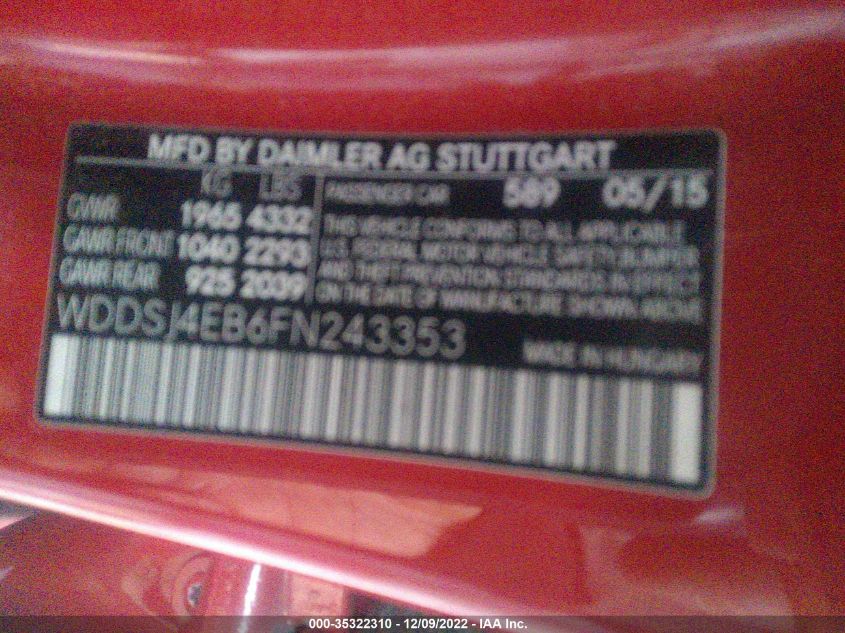 MFD BY DAIMLER AG STUTTGART
KG LBS
GVWR 1965 4332
GAWR FRONT 1040 2293
GAWR REAR 925 2039
PASSENGER CAR 589 05/15
THIS VEHICLE CONFORMS TO ALL APPLICABLE
U.S. FEDERAL MOTOR VEHICLE SAFETY BUMPER
AND THEFT PREVENTION STANDARDS IN EFFECT
ON THE DATE OF MANUFACTURE SHOWN ABOVE
WDDSJ4EB6FN243353
MADE IN HUNGARY
000-35322310 - 12/09/2022 - IAA Inc.